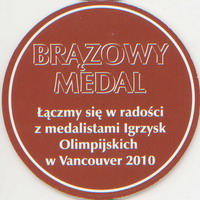 BRĄZOWY
MEDAL
Łączmy się w radości
z medalistami Igrzysk
Olimpijskich
w Vancouver 2010